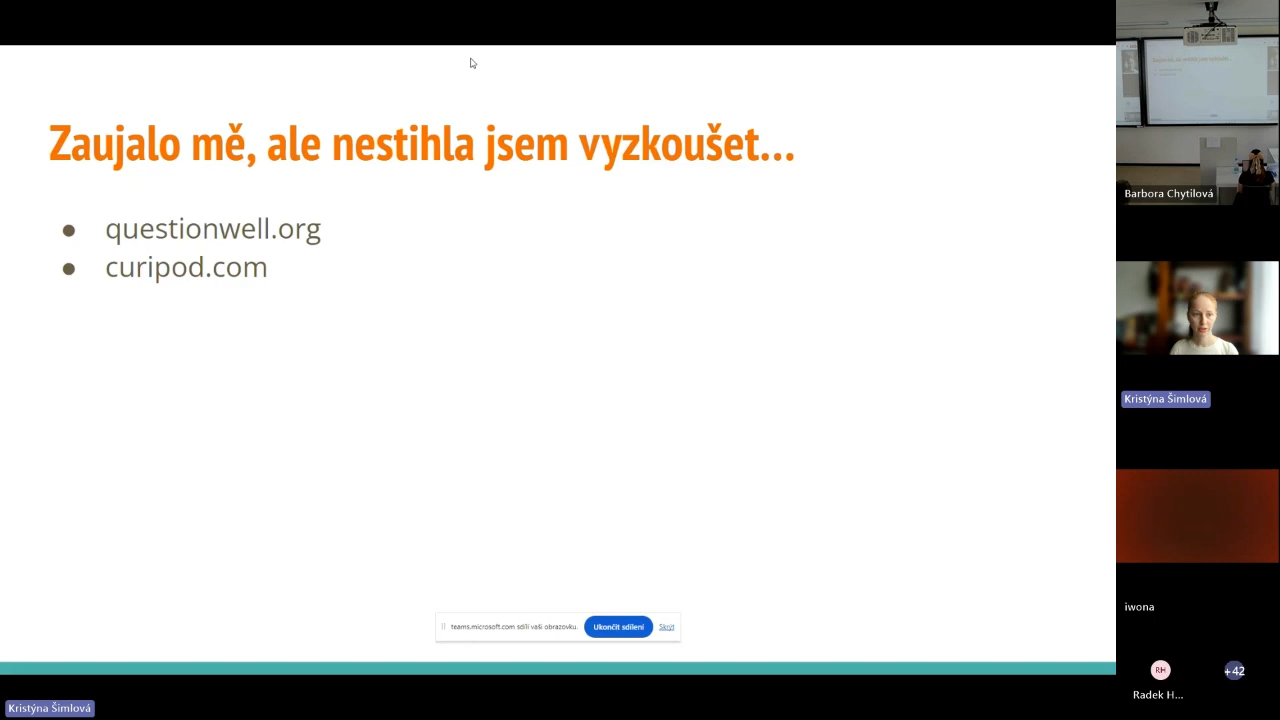 Zaujalo mě, ale nestihla jsem vyzkoušet...
● questionwell.org
● curipod.com
teams.microsoft.com sdílí vaši obrazovku.
Ukončit sdílení
Skrýt
Kristýna Šimlová
Barbora Chytilová
Kristýna Šimlová
iwona
RH
+42
Radek H...